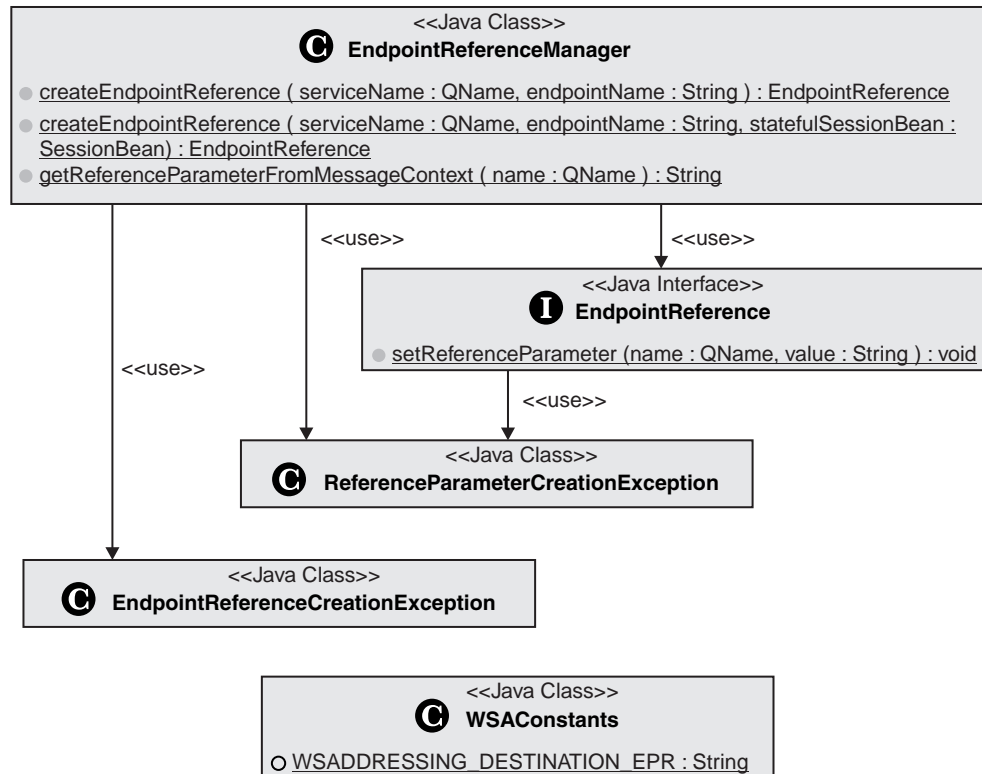 <<Java Class>>
C EndpointReferenceManager
createEndpointReference ( serviceName : QName, endpointName : String ) : EndpointReference
createEndpointReference ( serviceName : QName, endpointName : String, statefulSessionBean :
SessionBean) : EndpointReference
getReferenceParameterFromMessageContext ( name : QName ) : String
<<use>>
<<use>>
<<Java Interface>>
I EndpointReference
setReferenceParameter (name : QName, value : String ) : void
<<use>>
<<use>>
<<Java Class>>
C ReferenceParameterCreationException
<<Java Class>>
C EndpointReferenceCreationException
<<Java Class>>
C WSAConstants
WSADDRESSING_DESTINATION_EPR : String